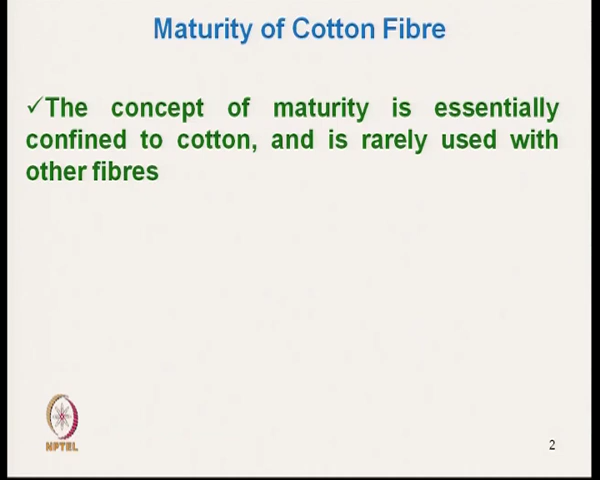 Maturity of Cotton Fibre
✓The concept of maturity is essentially
confined to cotton, and is rarely used with
other fibres
NPTEL
2